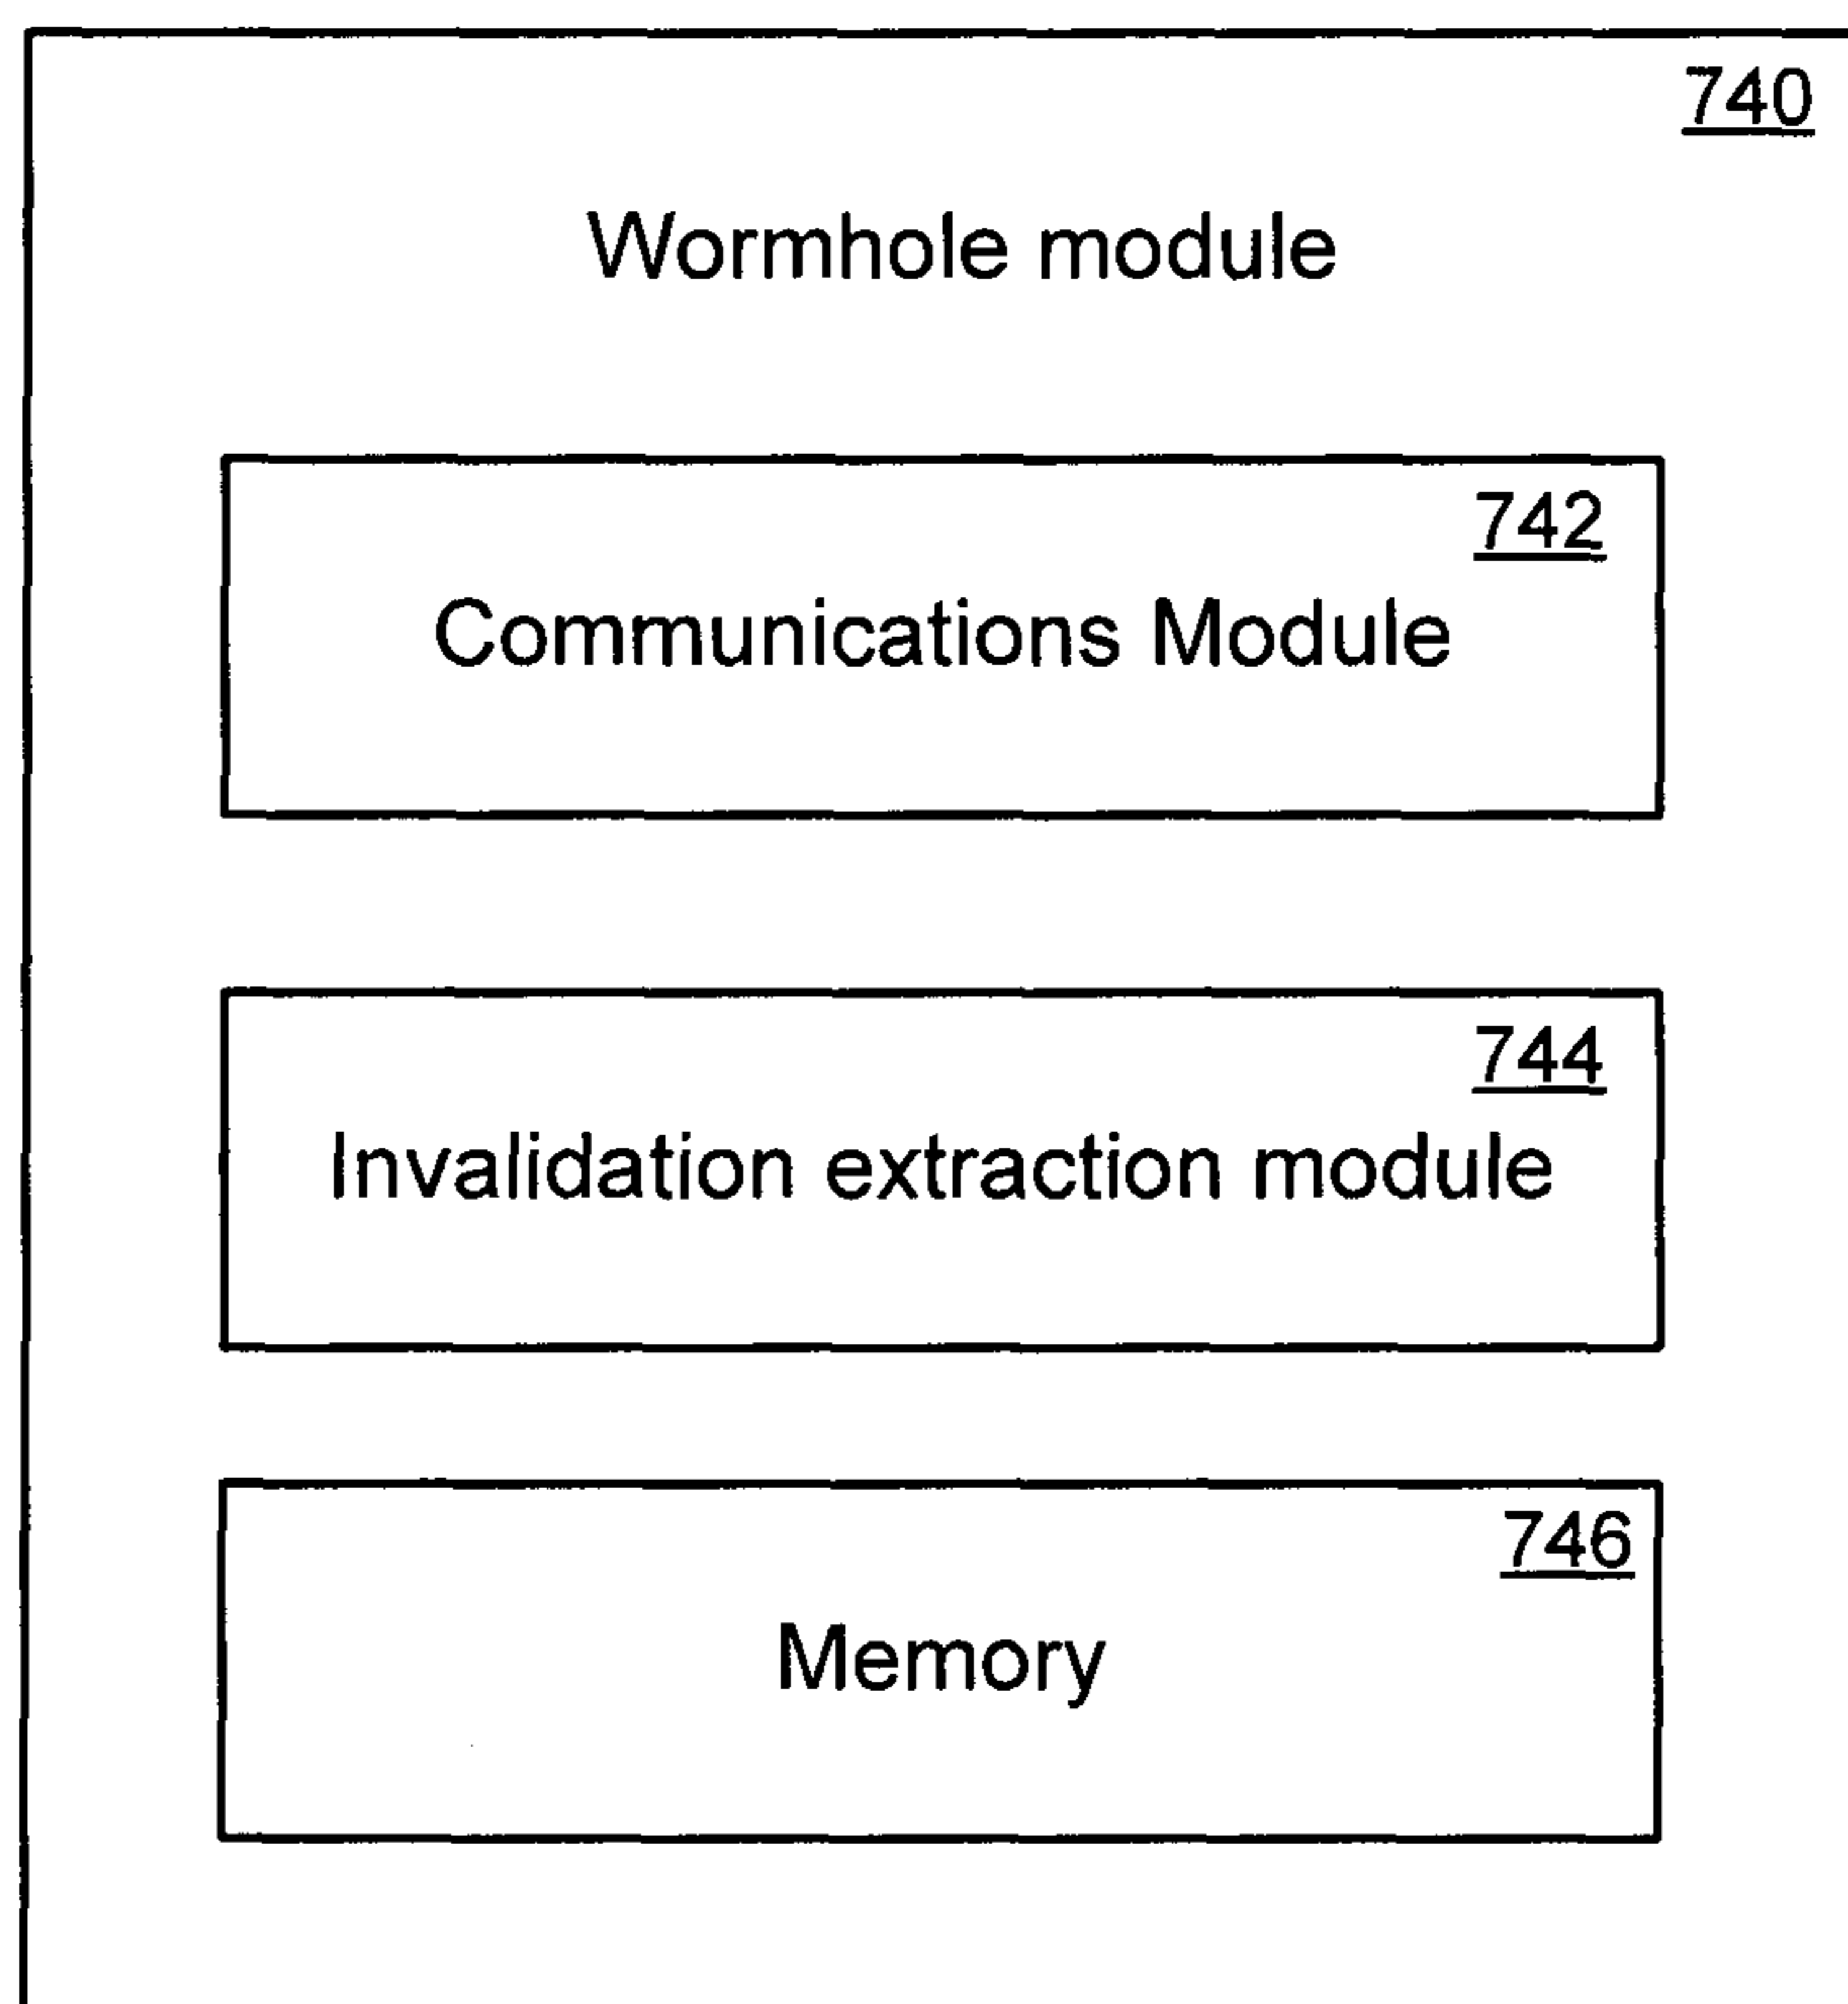 740
Wormhole module
742
Communications Module
744
Invalidation extraction module
746
Memory